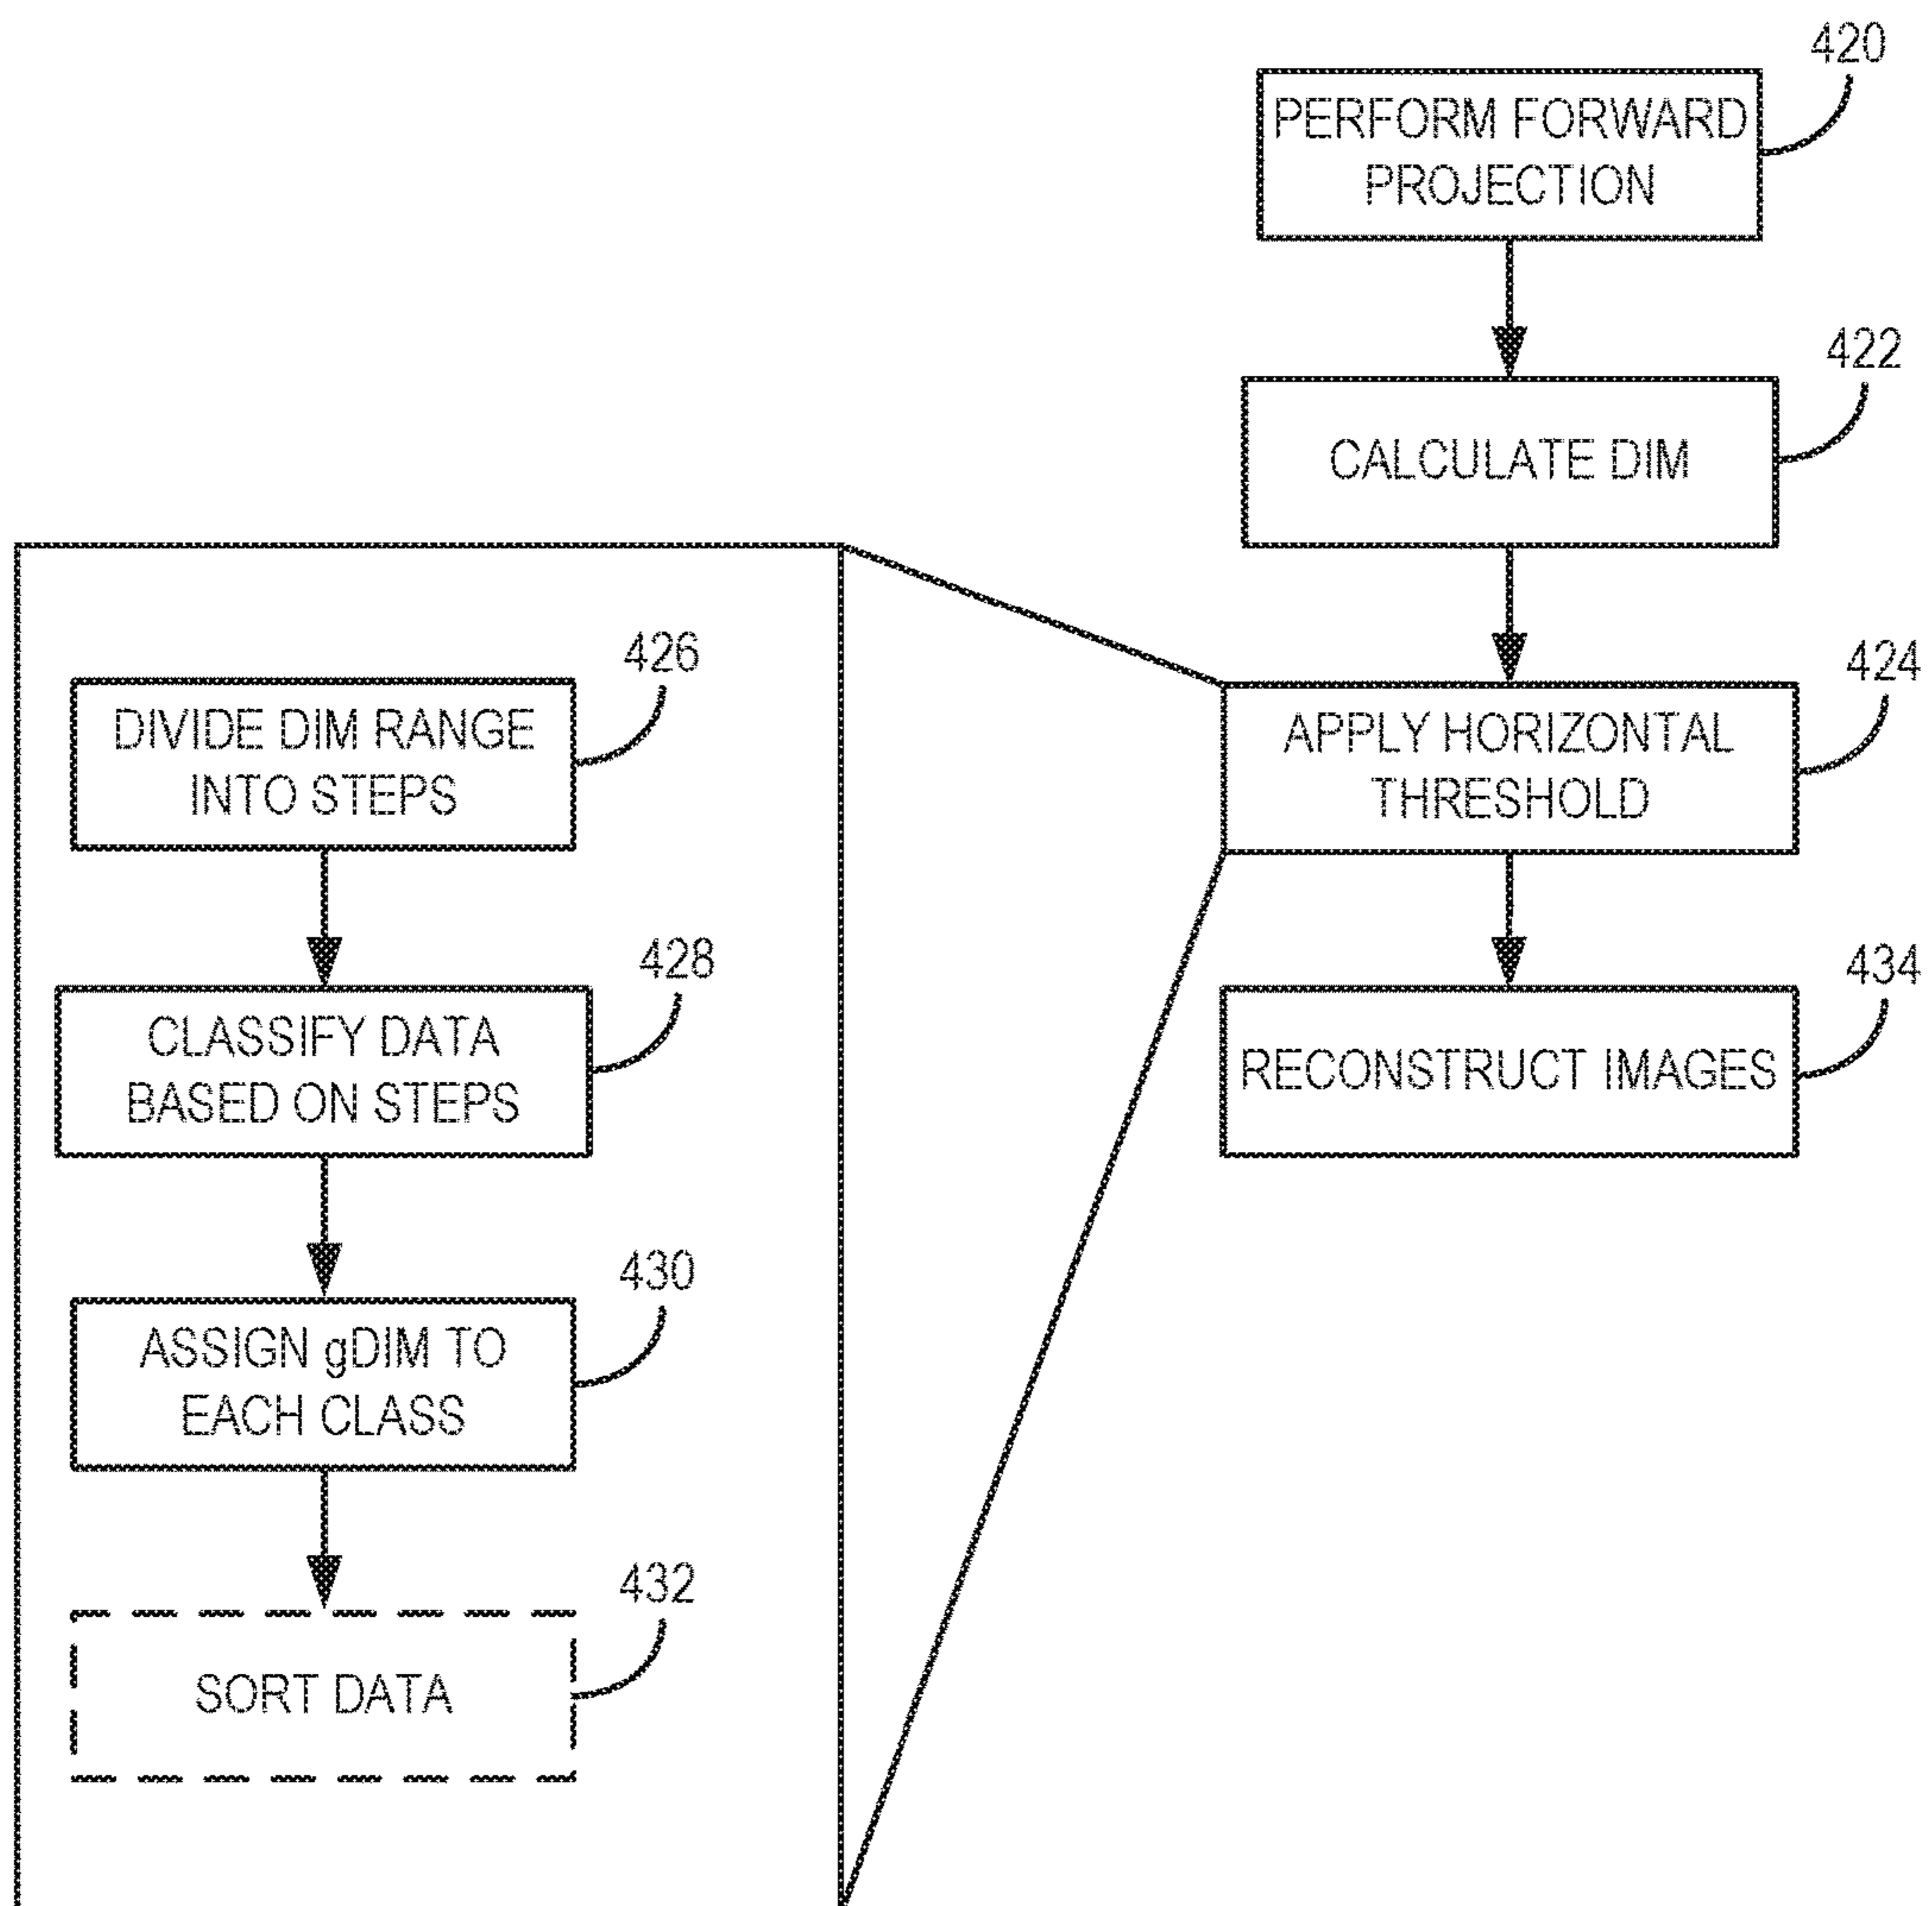 420
PERFORM FORWARD
PROJECTION
422
CALCULATE DIM
424
APPLY HORIZONTAL
THRESHOLD
426
DIVIDE DIM RANGE
INTO STEPS
428
CLASSIFY DATA
BASED ON STEPS
430
ASSIGN gDIM TO
EACH CLASS
432
SORT DATA
434
RECONSTRUCT IMAGES